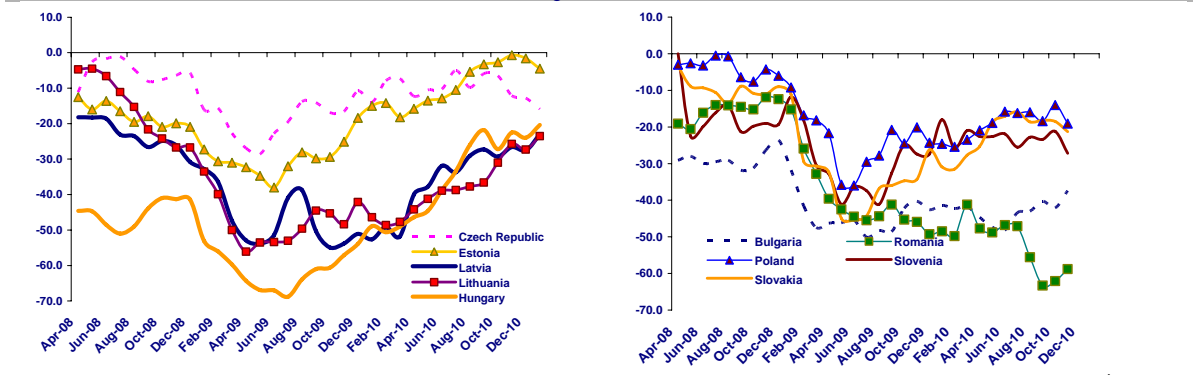 10.0
0.0
-10.0
-20.0
-30.0
-40.0
-50.0
-60.0
-70.0
Czech Republic
Estonia
Latvia
Lithuania
Hungary
Apr-08
Jun-08
Aug-08
Oct-08
Dec-08
Feb-09
Apr-09
Jun-09
Aug-09
Oct-09
Dec-09
Feb-10
Apr-10
Jun-10
Aug-10
Oct-10
Dec-10
10.0
0.0
-10.0
-20.0
-30.0
-40.0
-50.0
-60.0
-70.0
Bulgaria Romania
Poland Slovenia
Slovakia
Apr-08
Jun-08
Aug-08
Oct-08
Dec-08
Feb-09
Apr-09
Jun-09
Aug-09
Oct-09
Dec-09
Feb-10
Apr-10
Jun-10
Aug-10
Oct-10
Dec-10